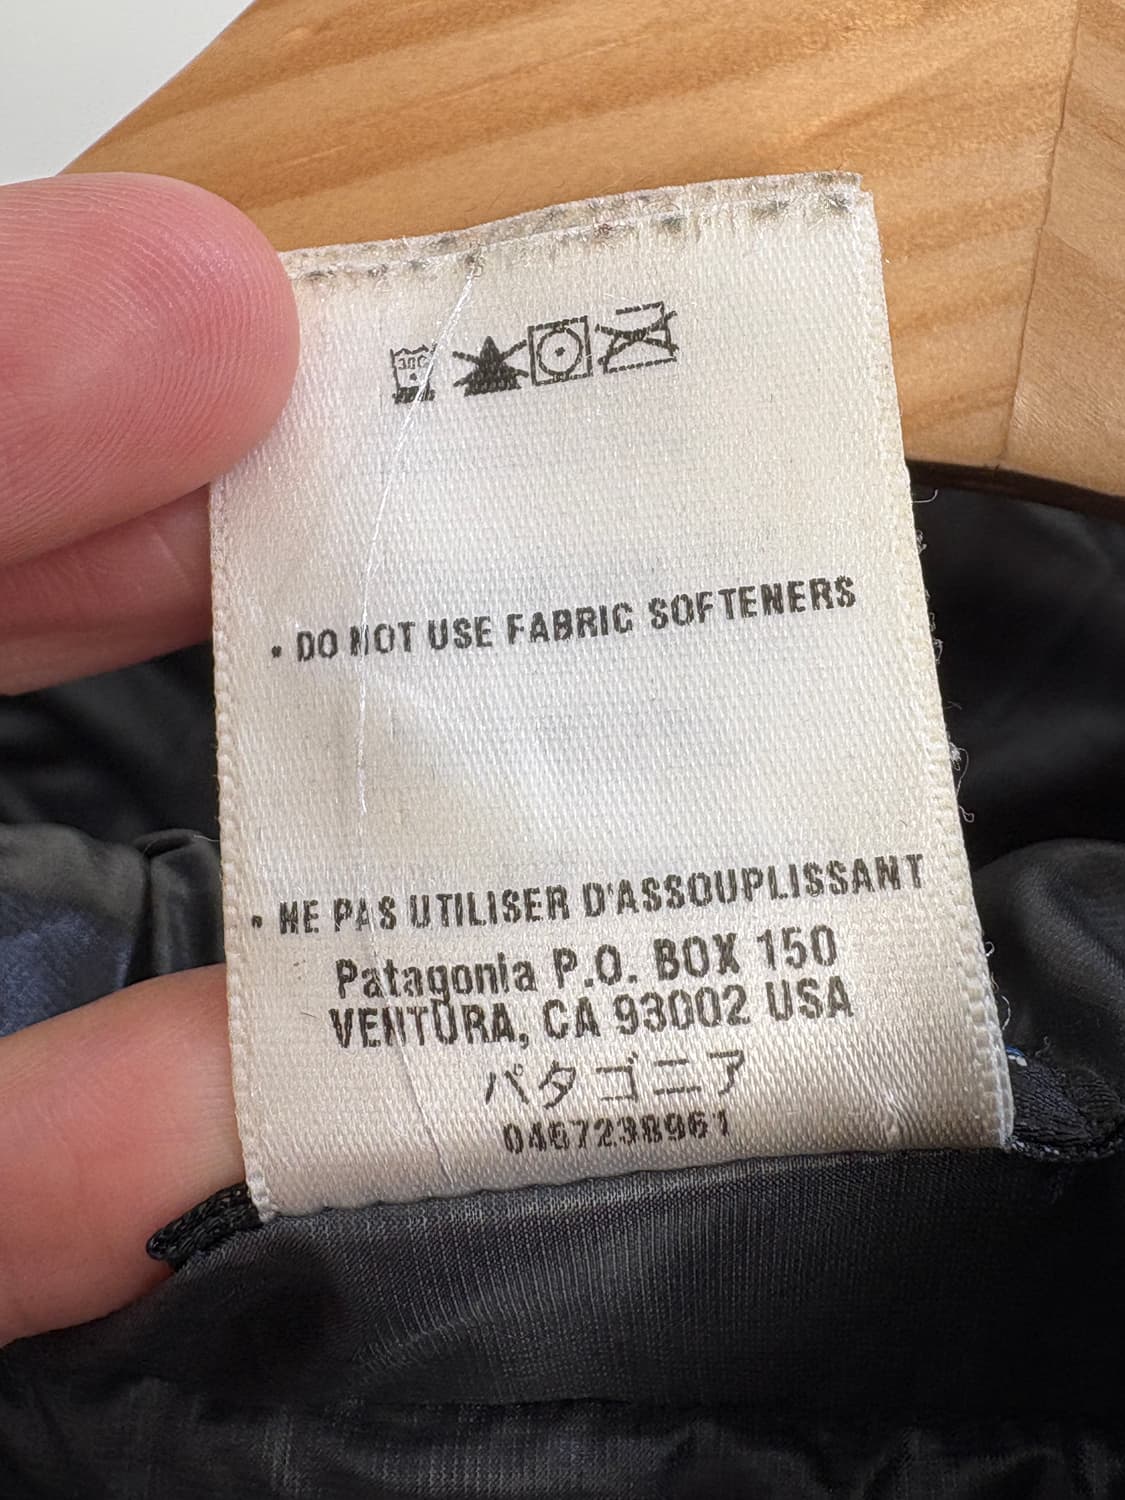 30C
• DO NOT USE FABRIC SOFTENERS
• NE PAS UTILISER D'ASSOUPLISSANT
Patagonia P.O. BOX 150
VENTURA, CA 93002 USA
パタゴニア
0467238961